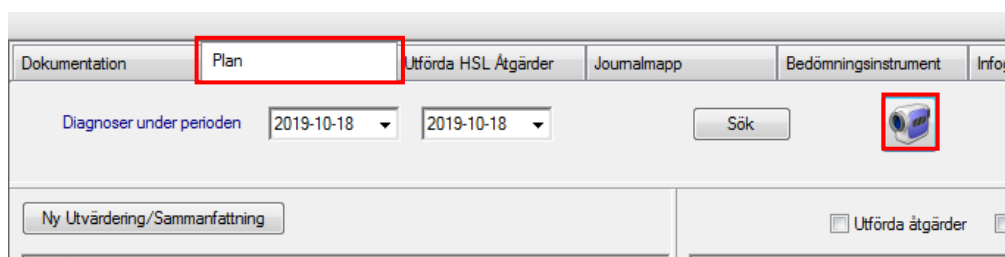 Dokumentation Plan Utförda HSL Åtgärder Journalmapp Bedömningsinstrument
Diagnoser under perioden 2019-10-18 2019-10-18 Sök
Ny Utvärdering/Sammanfattning Utförda åtgärder